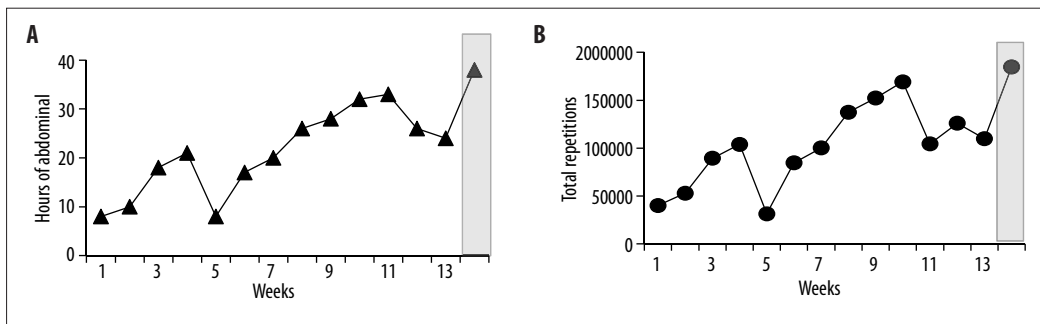 A
Hours of abdominal
40
30
20
10
0
1 3 5 7 9 11 13
Weeks
B
Total repetitions
2000000
150000
100000
50000
0
1 3 5 7 9 11 13
Weeks